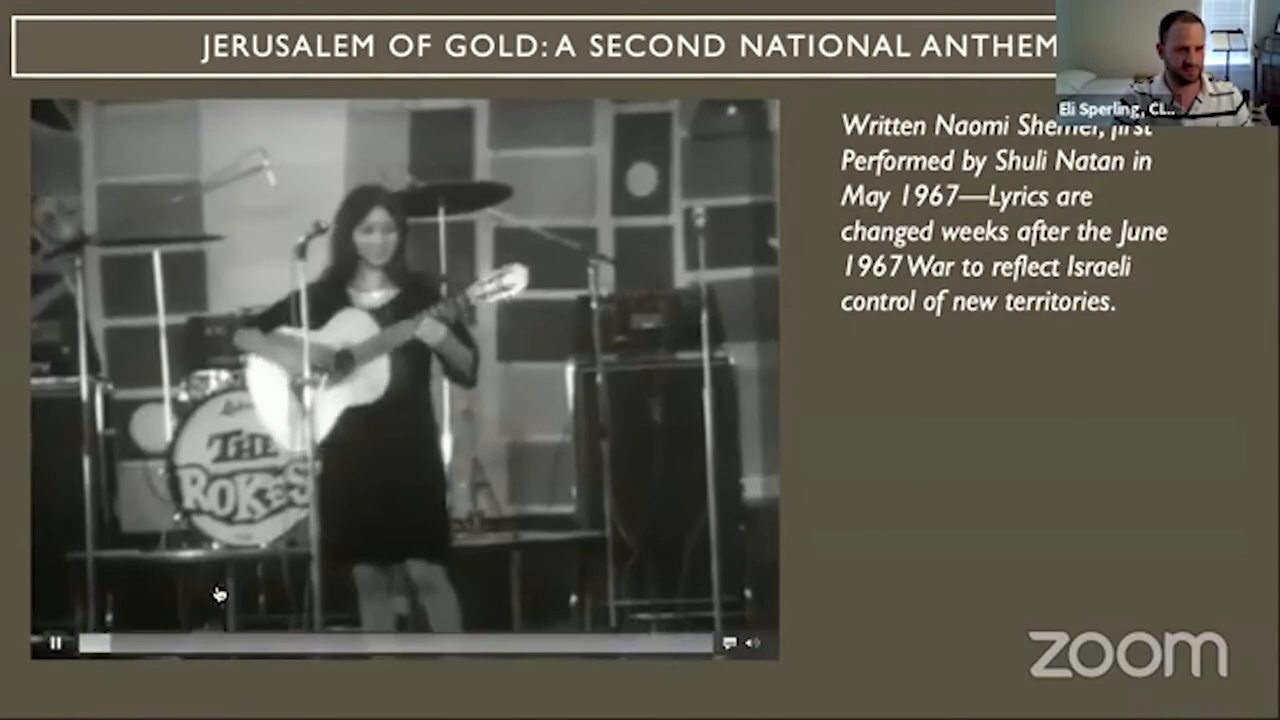 JERUSALEM OF GOLD: A SECOND NATIONAL ANTHEM
Eli Sperling, CL...
Written Naomi Shemer, first
Performed by Shuli Natan in
May 1967—Lyrics are
changed weeks after the June
1967 War to reflect Israeli
control of new territories.
THE
ROKES
zoom